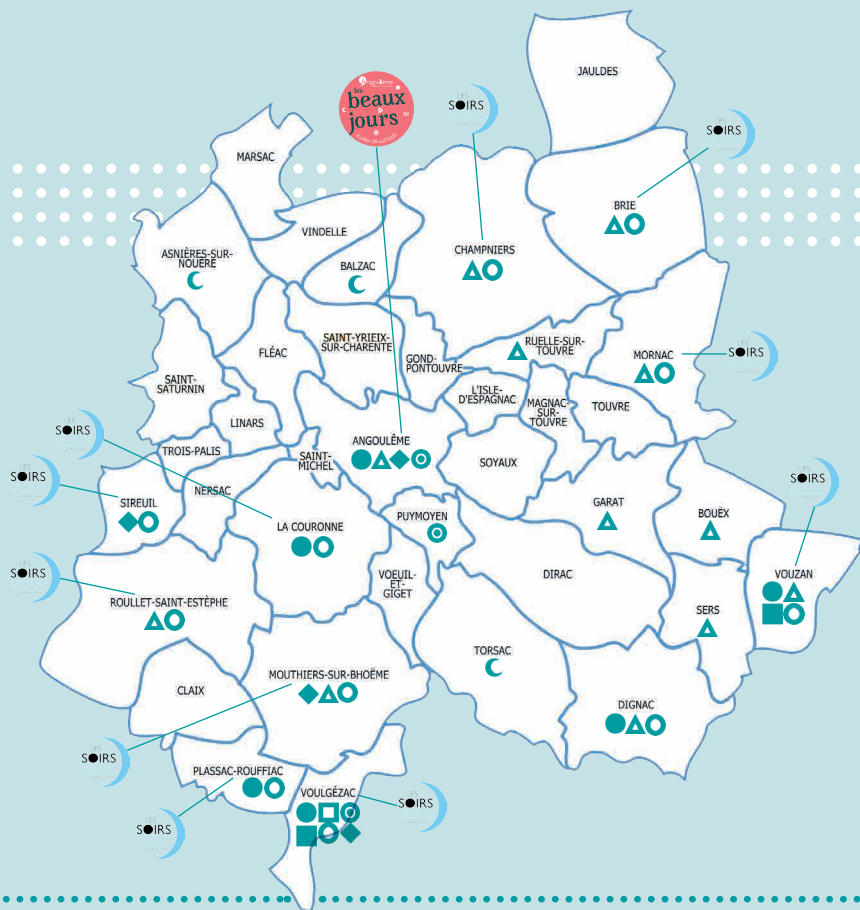 JAULDES
Angoulême
les
beaux
jours
LES
SOIRS
LES
SOIRS
MARSAC
BRIE
VINDELLE
CHAMPNIERS
ASNIÈRES-SUR-
NOUÈRE
BALZAC
SAINT-YRIEIX-
SUR-CHARENTE
RUELLE-SUR-
TOUVRE
FLÉAC
GOND-
PONTOUVRE
MORNAC
LES
SOIRS
SAINT-
SATURNIN
L'ISLE-
D'ESPAGNAC
MAGNAC-
SUR-
TOUVRE
TOUVRE
LINARS
LES
SOIRS
ANGOULÊME
TROIS-PALIS
SAINT-
MICHEL
SOYAUX
LES
SOIRS
LES
SOIRS
NERSAC
SIREUIL
GARAT
BOUËX
PUYMOYEN
LA COURONNE
LES
SOIRS
VOEUIL-
ET-
GIGET
DIRAC
VOUZAN
ROULLET-SAINT-ESTÈPHE
SERS
TORSAC
MOUTHIERS-SUR-BHOËME
CLAIX
DIGNAC
LES
SOIRS
PLASSAC-ROUFFIAC
VOULGÉZAC
LES
SOIRS
LES
SOIRS